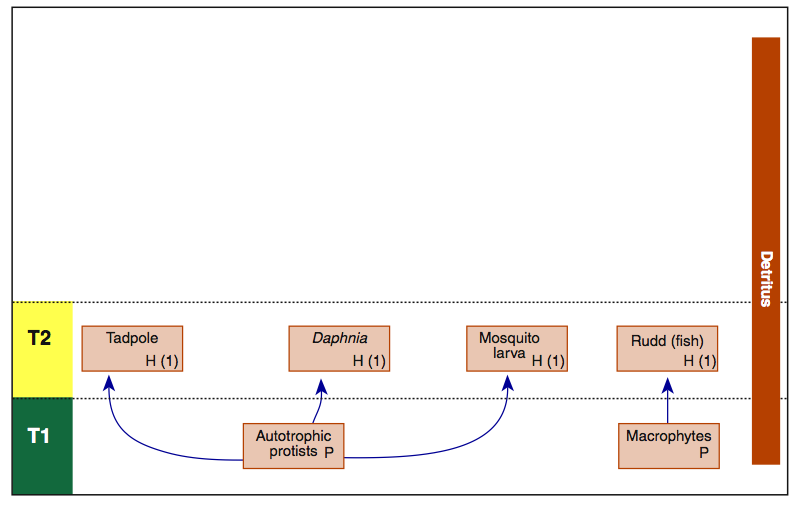 Detritus
T2
Tadpole
H (1)
Daphnia
H (1)
Mosquito
larva H (1)
Rudd (fish)
H (1)
T1
Autotrophic
protists P
Macrophytes
P